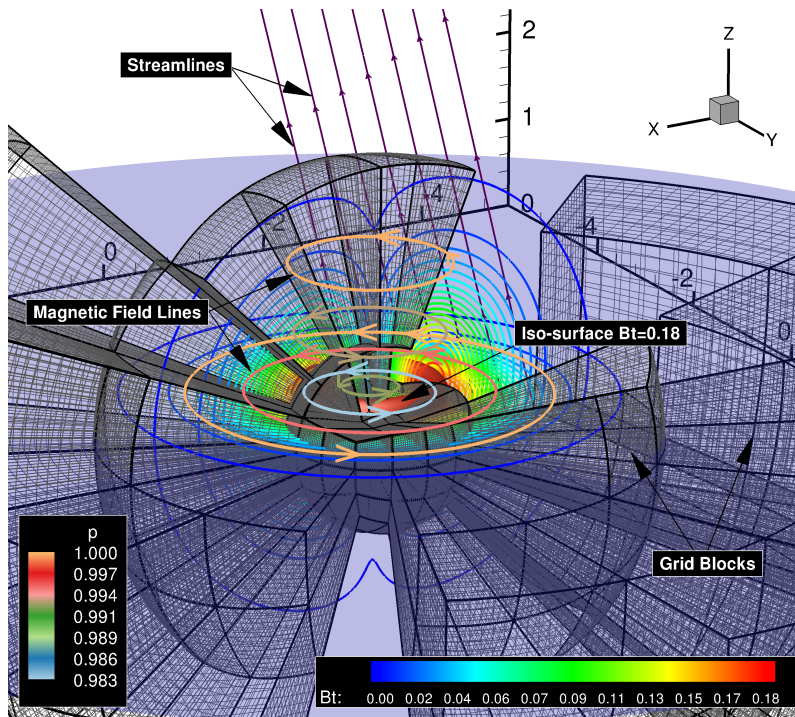 2
Z
Streamlines
1
X
Y
-4
0
2
4
0
-2
Magnetic Field Lines
Iso-surface Bt=0.18
0
p
1.000
0.997
0.994
0.991
0.989
0.986
0.983
Grid Blocks
Bt: 0.00 0.02 0.04 0.06 0.07 0.09 0.11 0.13 0.15 0.17 0.18